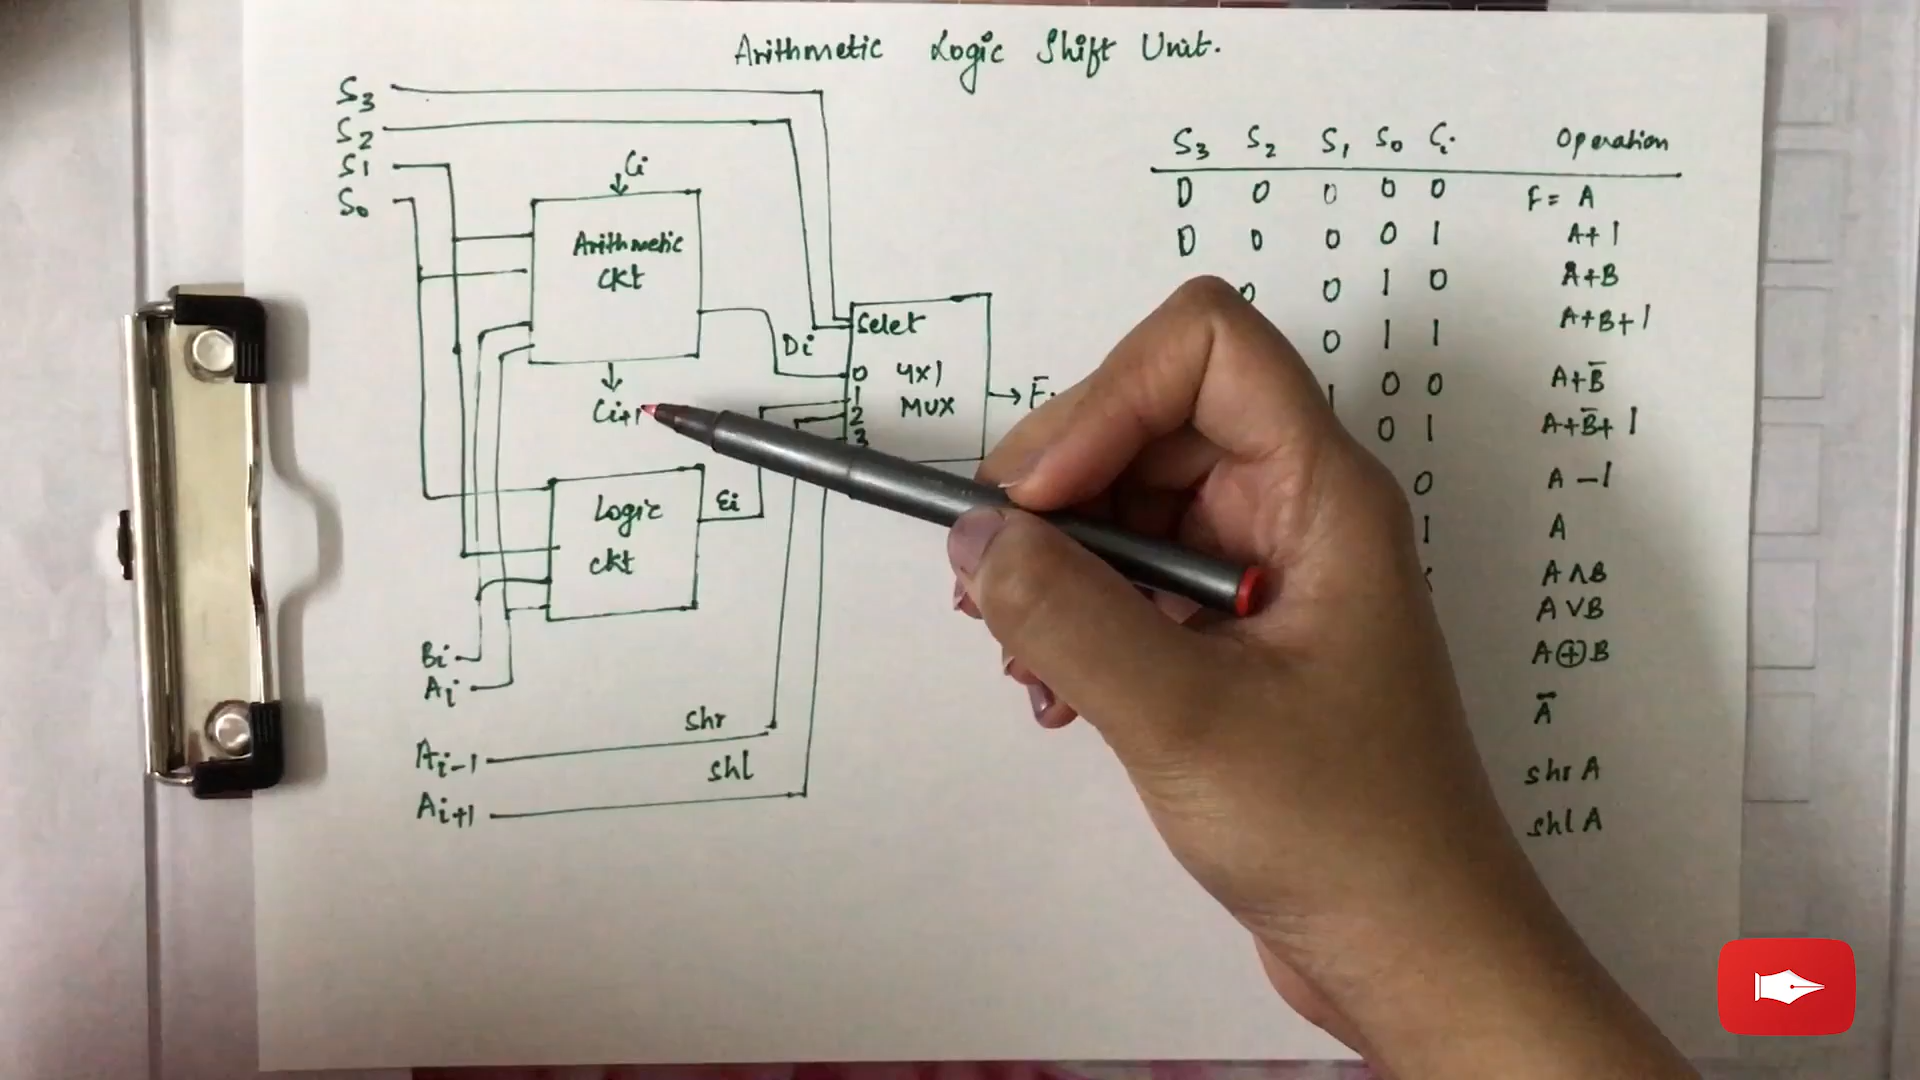 Arithmetic Logic Shift Unit.
S3
S2
S1
S0
Ci
Arithmetic
Ckt
Ci+1
Di
Selet
0 4x1
1 MUX
2
3
Logic
ckt
Ei
Bi
Ai
Shr
Ai-1
shl
Ai+1
S3 S2 S1 S0 Ci Operation
0 0 0 0 0 F = A
0 0 0 0 1 A+1
0 0 1 0 A+B
0 1 1 A+B+1
1 0 0 A+B̅
0 1 A+B̅+1
0 A-1
1 A
A∧B
A∨B
A⊕B
A̅
shr A
shl A